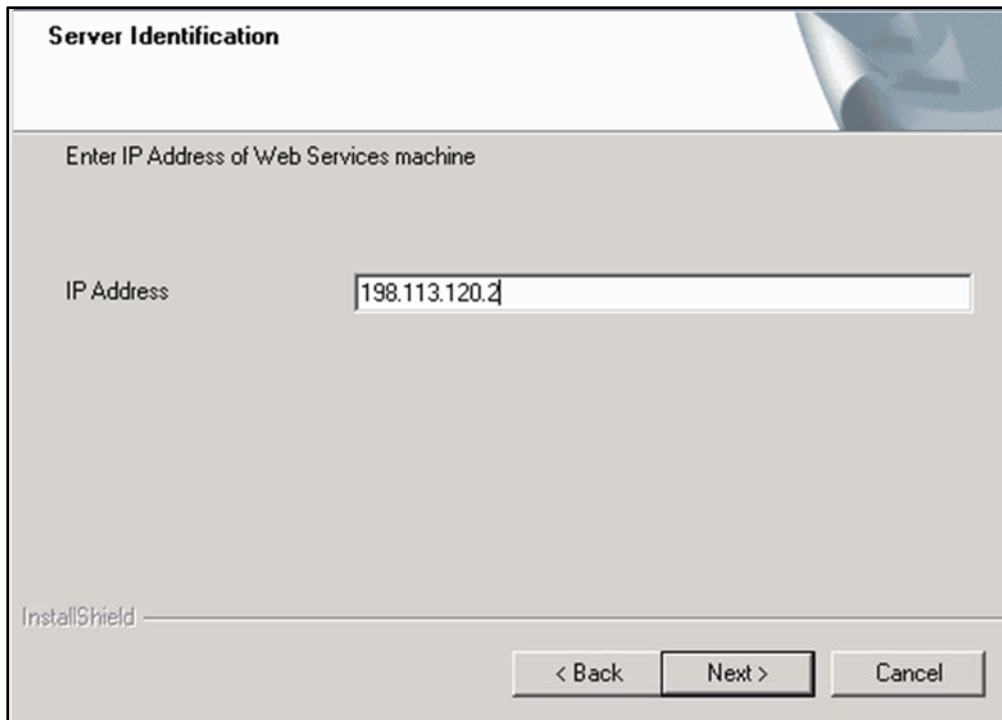 Server Identification
Enter IP Address of Web Services machine
IP Address 198.113.120.2
InstallShield
< Back Next > Cancel